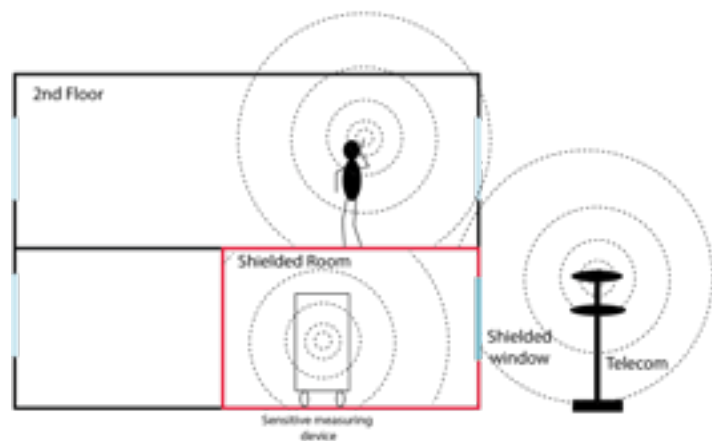 2nd Floor
Shielded Room
Shielded
window
Telecom
Sensitive measuring
device